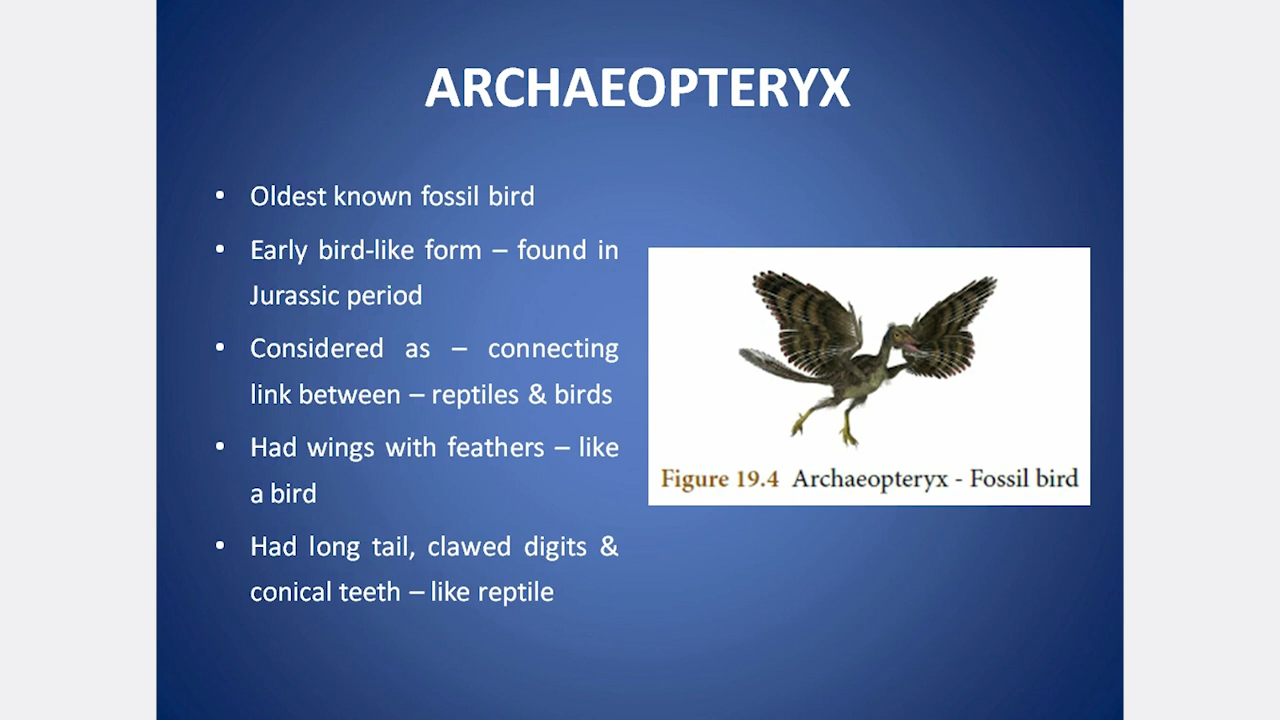 ARCHAEOPTERYX
• Oldest known fossil bird
• Early bird-like form – found in
Jurassic period
• Considered as – connecting
link between – reptiles & birds
• Had wings with feathers – like
a bird
• Had long tail, clawed digits &
conical teeth – like reptile
Figure 19.4 Archaeopteryx - Fossil bird